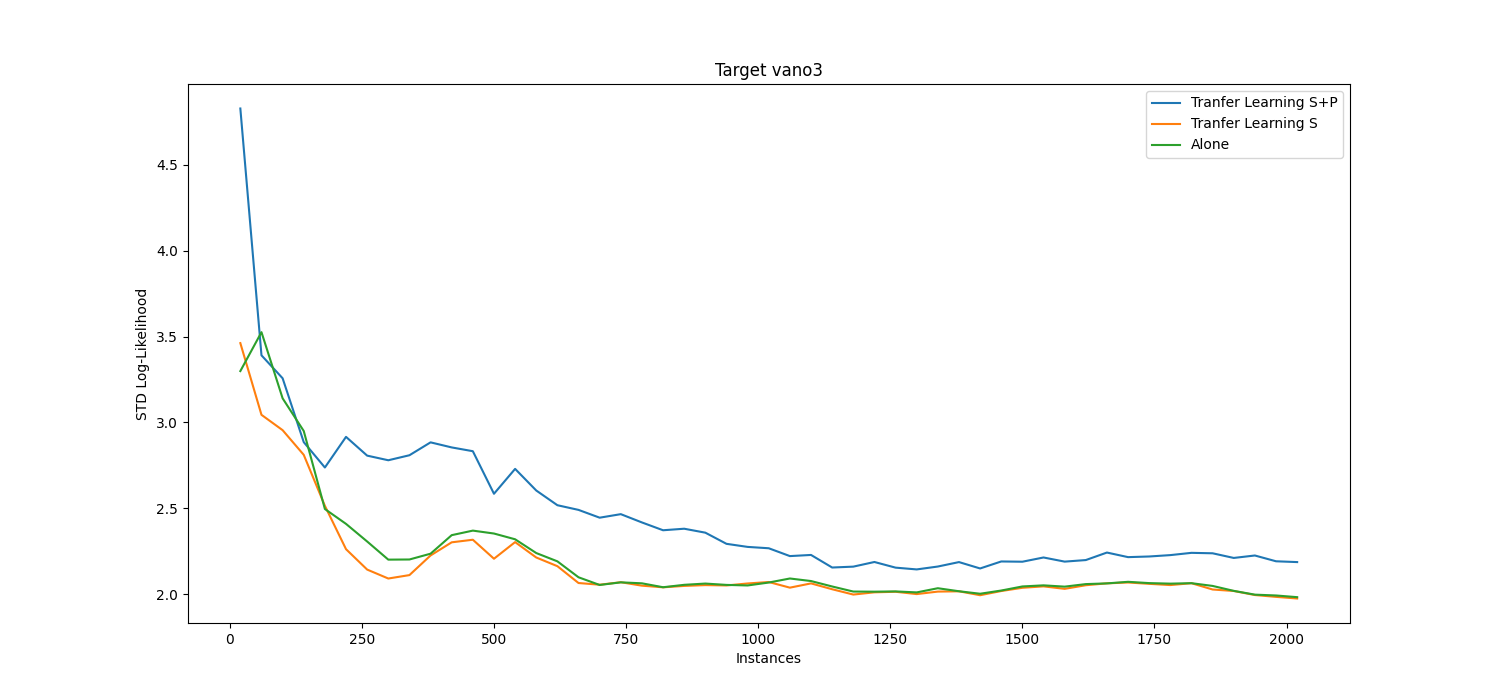 Target vano3
Tranfer Learning S+P
Tranfer Learning S
Alone
STD Log-Likelihood
4.5
4.0
3.5
3.0
2.5
2.0
0 250 500 750 1000 1250 1500 1750 2000
Instances